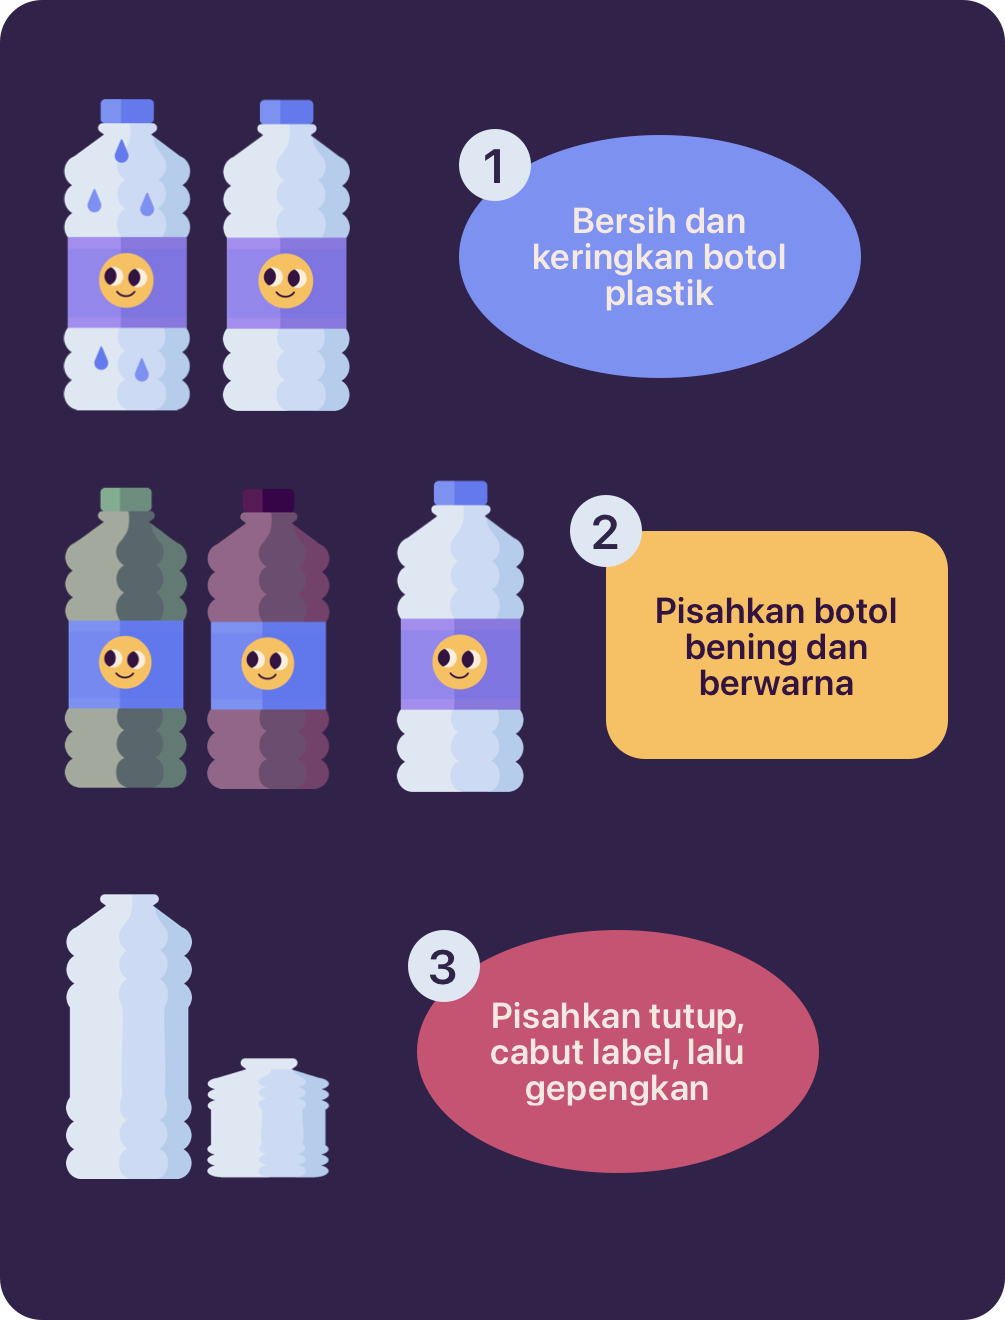 1
Bersih dan
keringkan botol
plastik
2
Pisahkan botol
bening dan
berwarna
3
Pisahkan tutup,
cabut label, lalu
gepengkan